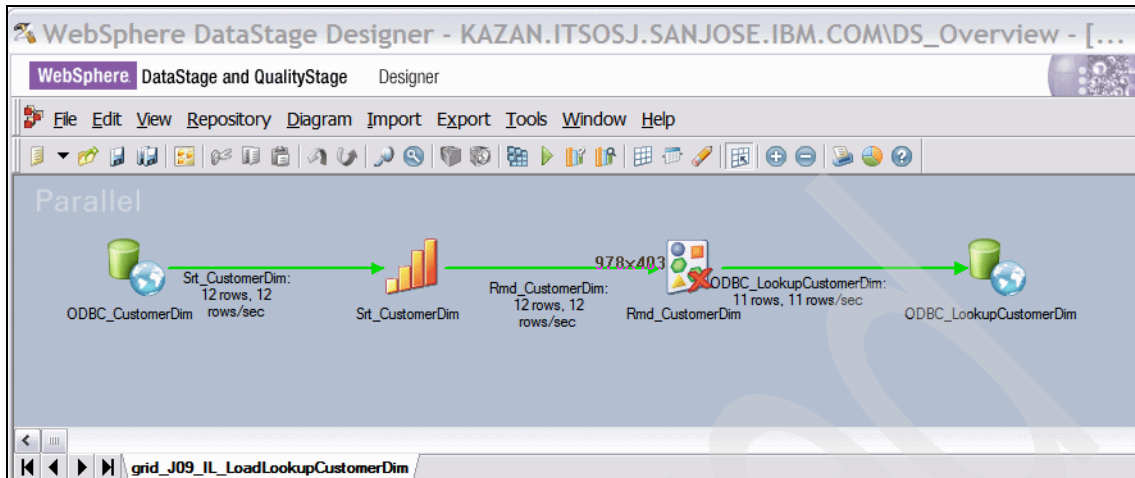 WebSphere DataStage Designer - KAZAN.ITSOSJ.SANJOSE.IBM.COM\DS_Overview - [...
WebSphere. DataStage and QualityStage Designer
File Edit View Repository Diagram Import Export Tools Window Help
Parallel
978x403
Srt_CustomerDim:
12 rows, 12
rows/sec
Rmd_CustomerDim:
12 rows, 12
rows/sec
ODBC_LookupCustomerDim:
11 rows, 11 rows/sec
ODBC_CustomerDim
Srt_CustomerDim
Rmd_CustomerDim
ODBC_LookupCustomerDim
grid_J09_IL_LoadLookupCustomerDim